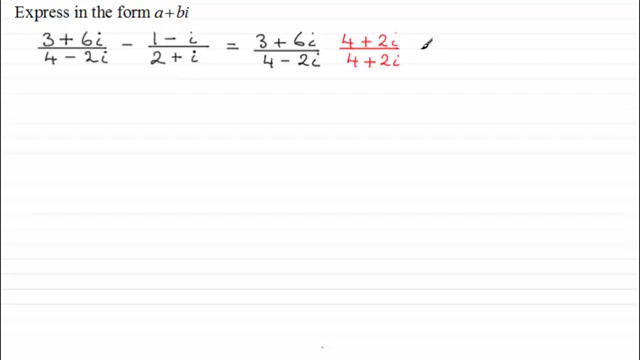 Express in the form a+bi
(3 + 6i)/(4 - 2i) - (1 - i)/(2 + i) = (3 + 6i)/(4 - 2i) (4 + 2i)/(4 + 2i)